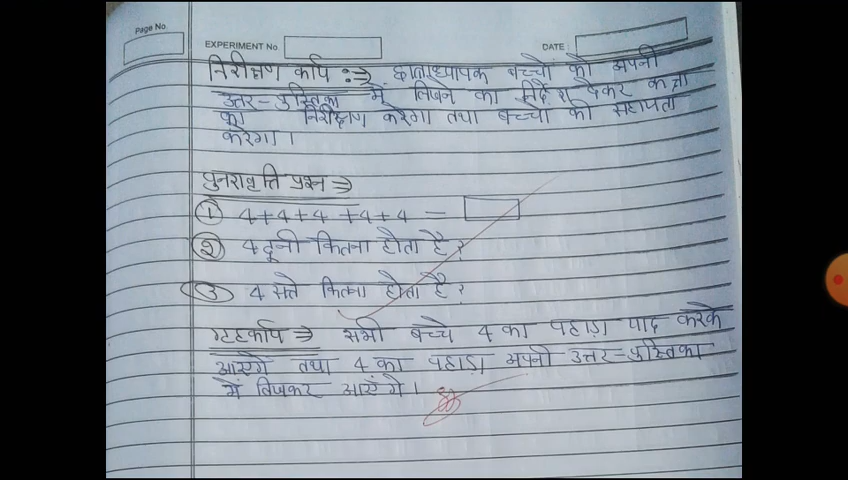 Page No.
EXPERIMENT No.
DATE :
निरीक्षण कार्य :⇒ छात्राध्यापक बच्चों को अपनी
उत्तर-पुस्तिका में लिखने का निर्देश देकर कक्षा
का निरीक्षण करेगा तथा बच्चों की सहायता
करेगा।
पुनरावृत्ति प्रश्न ⇒
① 4+4+4+4+4 =
② 4 दूनी कितना होता है?
③ 4 सते कितना होता है?
गृहकार्य ⇒ सभी बच्चे 4 का पहाड़ा याद करके
आएंगे तथा 4 का पहाड़ा अपनी उत्तर-पुस्तिका
में लिखकर आएंगे।